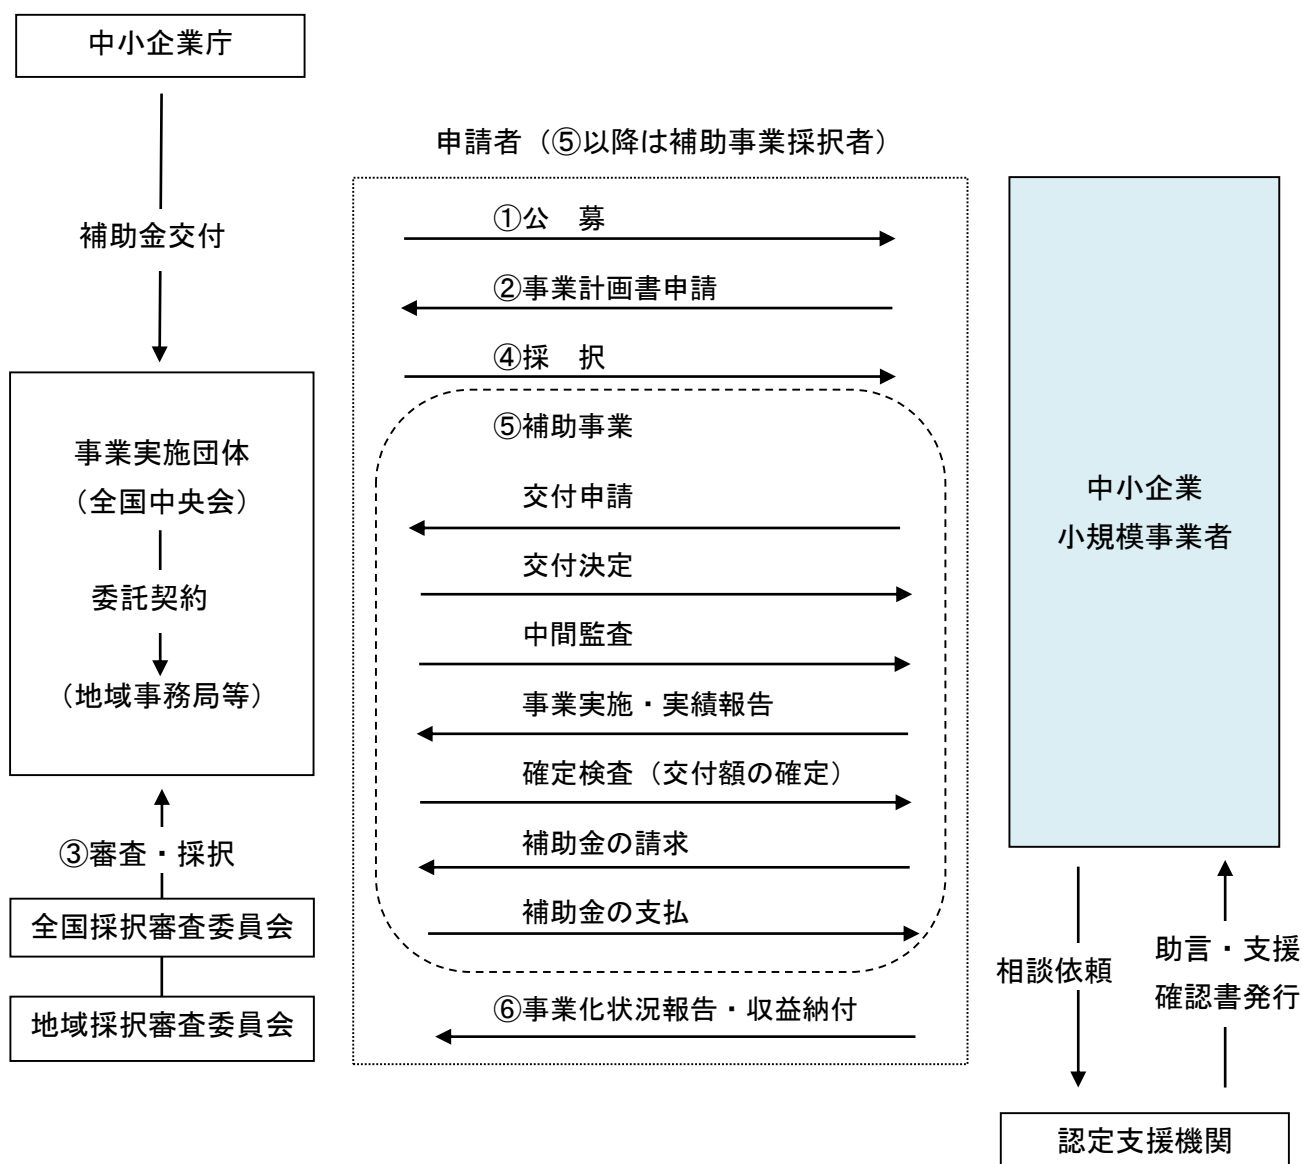 中小企業庁
補助金交付
事業実施団体
（全国中央会）
委託契約
（地域事務局等）
③審査・採択
全国採択審査委員会
地域採択審査委員会
申請者（⑤以降は補助事業採択者）
①公　募
②事業計画書申請
④採　択
⑤補助事業
交付申請
交付決定
中間監査
事業実施・実績報告
確定検査（交付額の確定）
補助金の請求
補助金の支払
⑥事業化状況報告・収益納付
中小企業
小規模事業者
相談依頼
助言・支援
確認書発行
認定支援機関